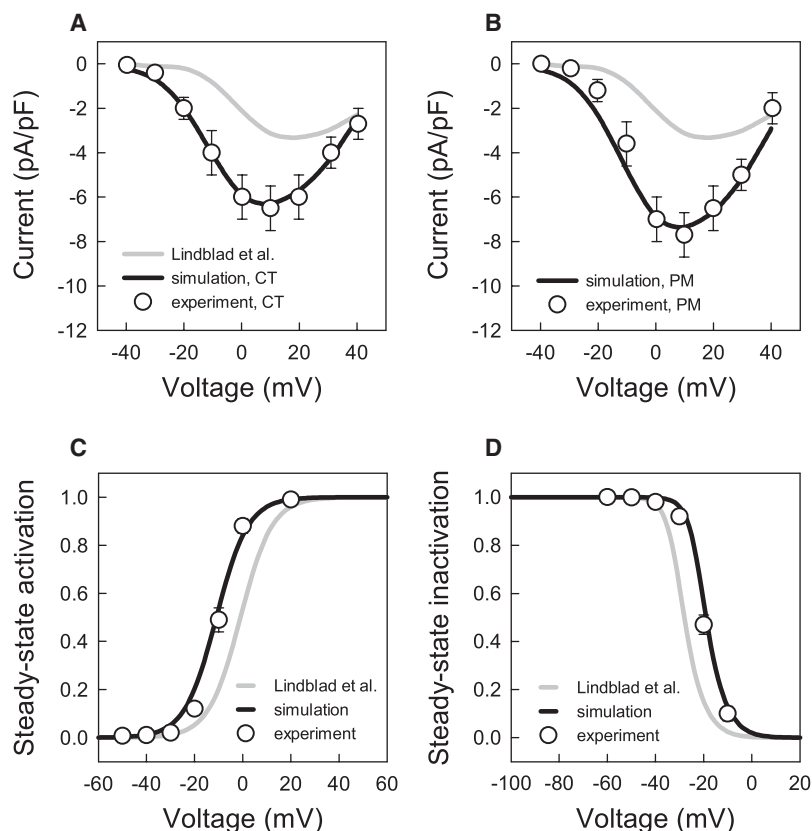 A
Current (pA/pF)
0
-2
-4
-6
-8
-10
-12
Lindblad et al.
simulation, CT
experiment, CT
-40 -20 0 20 40
Voltage (mV)
B
Current (pA/pF)
0
-2
-4
-6
-8
-10
-12
simulation, PM
experiment, PM
-40 -20 0 20 40
Voltage (mV)
C
Steady-state activation
1.0
0.8
0.6
0.4
0.2
0.0
Lindblad et al.
simulation
experiment
-60 -40 -20 0 20 40 60
Voltage (mV)
D
Steady-state inactivation
1.0
0.8
0.6
0.4
0.2
0.0
Lindblad et al.
simulation
experiment
-100 -80 -60 -40 -20 0 20
Voltage (mV)